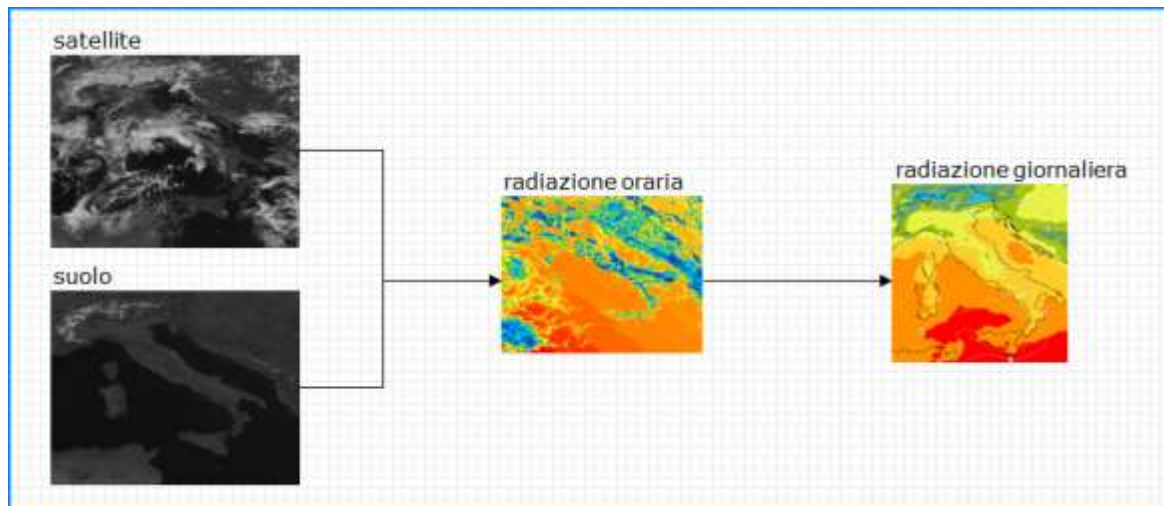 satellite
suolo
radiazione oraria
radiazione giornaliera